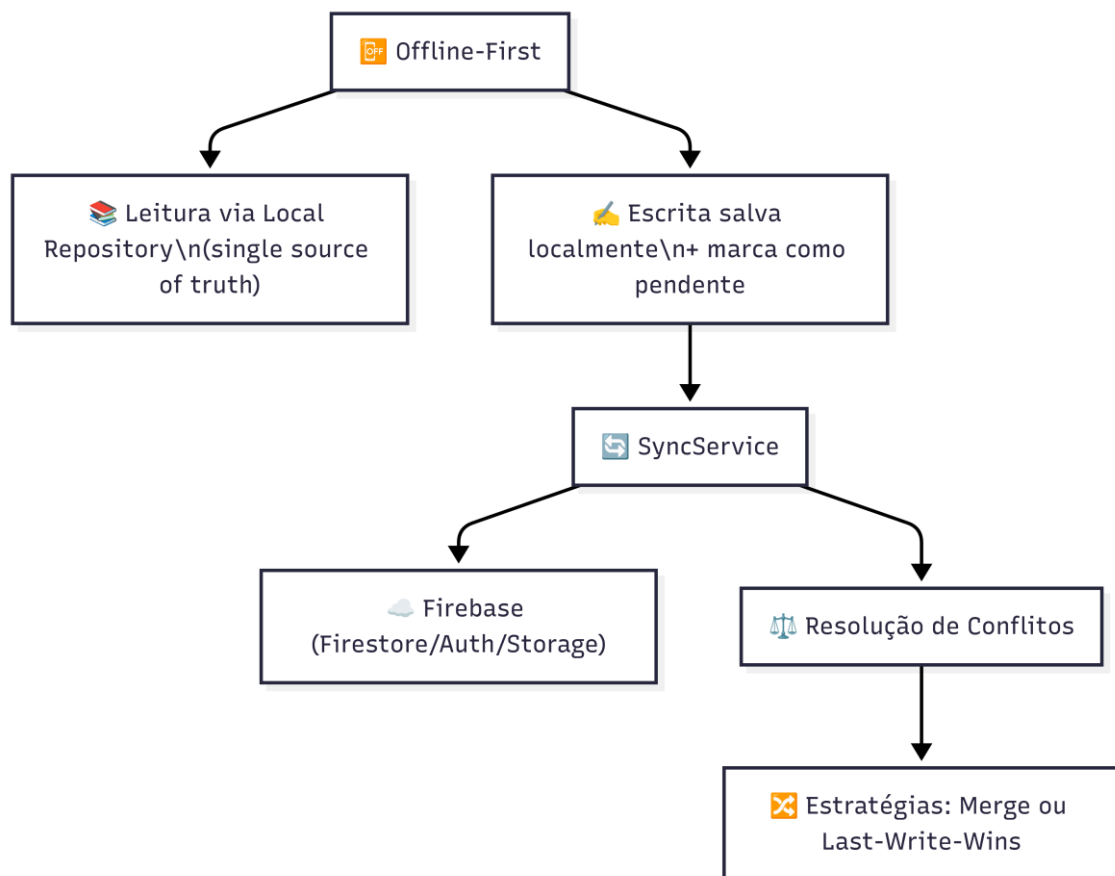 📴 Offline-First
📚 Leitura via Local
Repository\n(single source
of truth)
✍️ Escrita salva
localmente\n+ marca como
pendente
🔄 SyncService
☁️ Firebase
(Firestore/Auth/Storage)
⚖️ Resolução de Conflitos
🔀 Estratégias: Merge ou
Last-Write-Wins